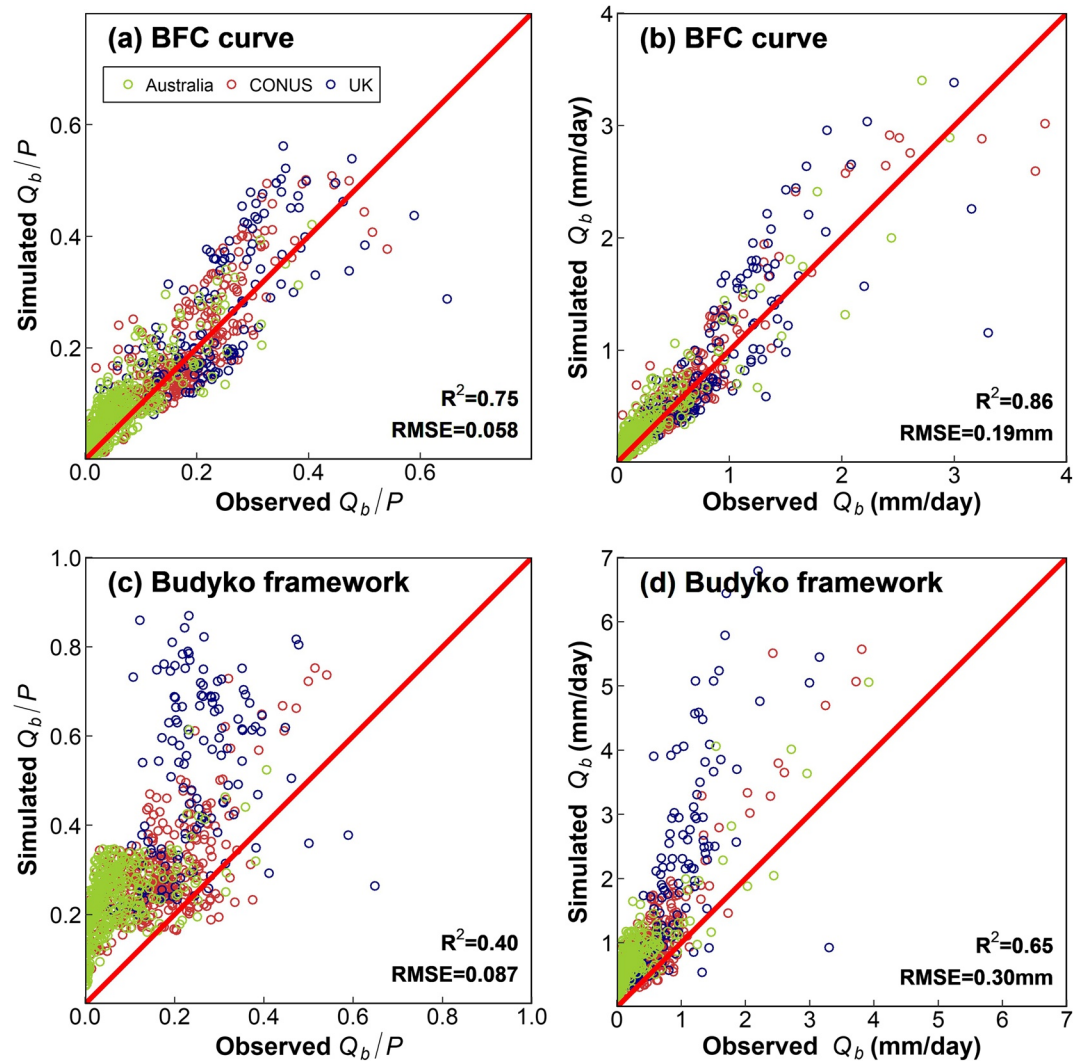 (a) BFC curve
Australia CONUS UK
Simulated Q_b/P
0.6
0.4
0.2
0.0 0.2 0.4 0.6
R²=0.75
RMSE=0.058
Observed Q_b/P
(b) BFC curve
Simulated Q_b (mm/day)
4
3
2
1
0 1 2 3 4
R²=0.86
RMSE=0.19mm
Observed Q_b (mm/day)
(c) Budyko framework
Simulated Q_b/P
1.0
0.8
0.6
0.4
0.2
0.0 0.2 0.4 0.6 0.8 1.0
R²=0.40
RMSE=0.087
Observed Q_b/P
(d) Budyko framework
Simulated Q_b (mm/day)
7
6
5
4
3
2
1
0 1 2 3 4 5 6 7
R²=0.65
RMSE=0.30mm
Observed Q_b (mm/day)